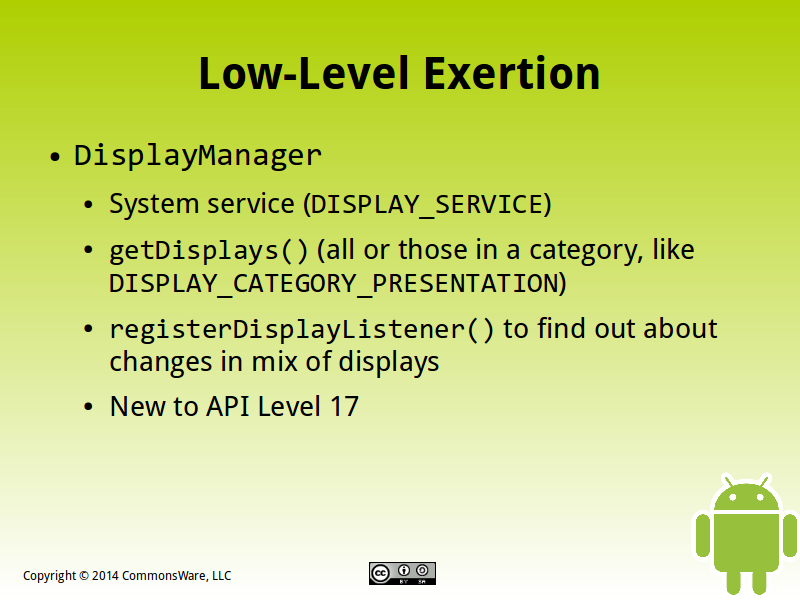 Low-Level Exertion
• DisplayManager
• System service (DISPLAY_SERVICE)
• getDisplays() (all or those in a category, like
DISPLAY_CATEGORY_PRESENTATION)
• registerDisplayListener() to find out about
changes in mix of displays
• New to API Level 17
Copyright © 2014 CommonsWare, LLC
cc BY SA